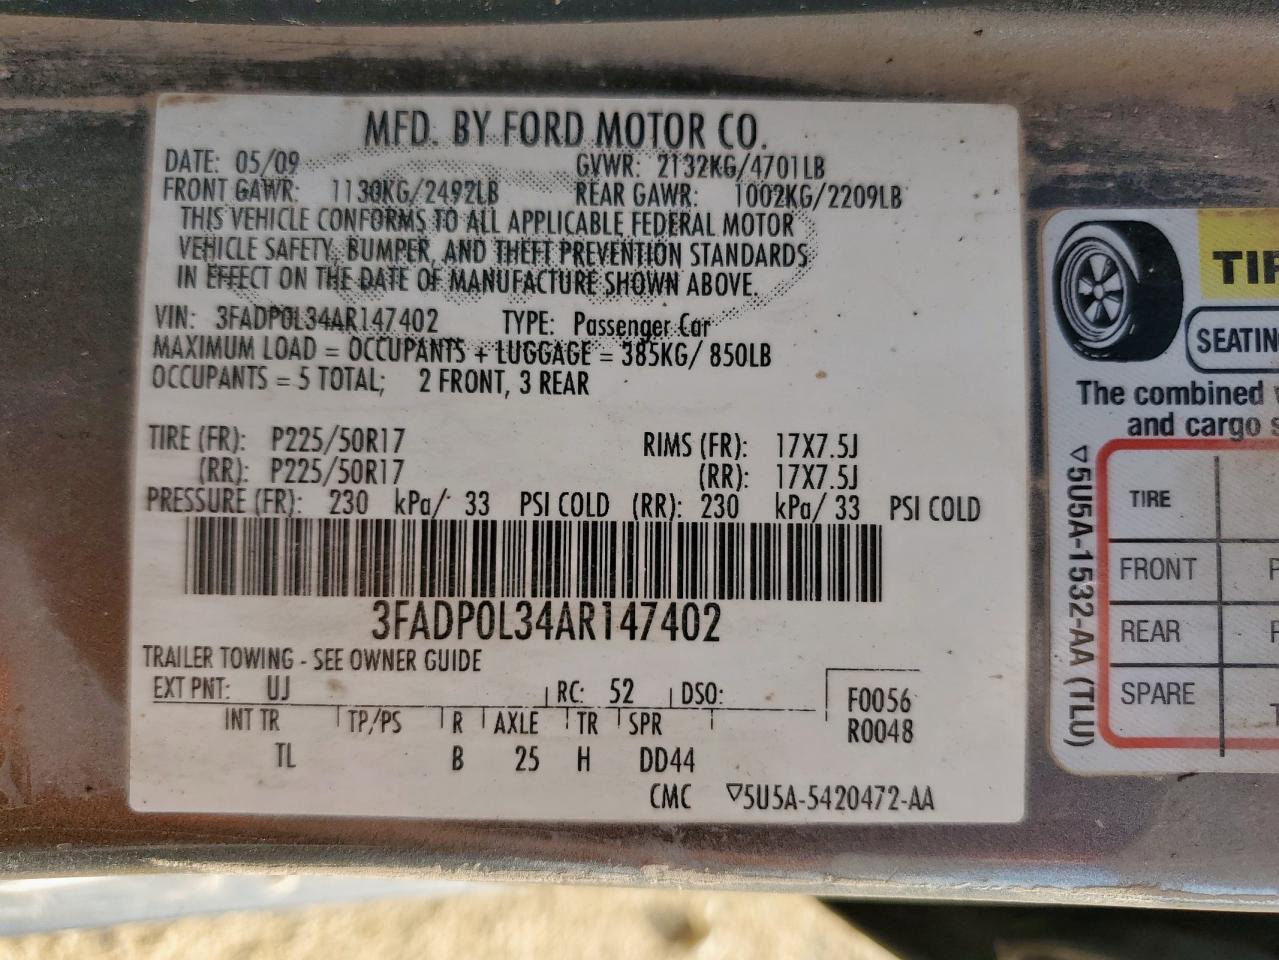 MFD. BY FORD MOTOR CO.
DATE: 05/09 GVWR: 2132KG/4701LB
FRONT GAWR: 1130KG/2492LB REAR GAWR: 1002KG/2209LB
THIS VEHICLE CONFORMS TO ALL APPLICABLE FEDERAL MOTOR
VEHICLE SAFETY, BUMPER, AND THEFT PREVENTION STANDARDS
IN EFFECT ON THE DATE OF MANUFACTURE SHOWN ABOVE.
VIN: 3FADP0L34AR147402 TYPE: Passenger Car
MAXIMUM LOAD = OCCUPANTS + LUGGAGE = 385KG/ 850LB
OCCUPANTS = 5 TOTAL; 2 FRONT, 3 REAR
TIRE (FR): P225/50R17 RIMS (FR): 17X7.5J
(RR): P225/50R17 (RR): 17X7.5J
PRESSURE (FR): 230 kPa/ 33 PSI COLD (RR): 230 kPa/ 33 PSI COLD
3FADP0L34AR147402
TRAILER TOWING - SEE OWNER GUIDE
EXT PNT: UJ RC: 52 DSO: F0056
INT TR TP/PS R AXLE TR SPR R0048
TL B 25 H DD44
CMC ▽5U5A-5420472-AA
SEATIN
The combined
and cargo
TIRE
FRONT
REAR
SPARE
▽5U5A-1532-AA (TLU)